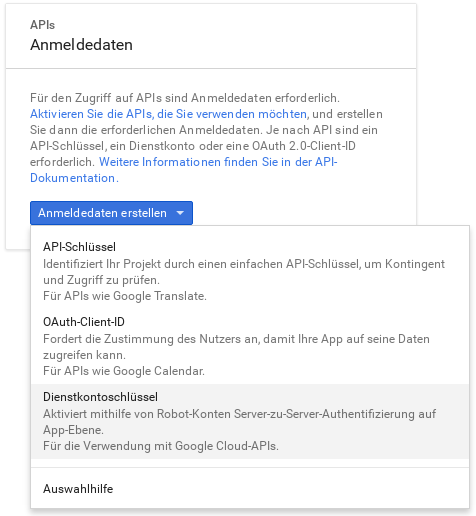 APIs
Anmeldedaten
Für den Zugriff auf APIs sind Anmeldedaten erforderlich.
Aktivieren Sie die APIs, die Sie verwenden möchten, und erstellen
Sie dann die erforderlichen Anmeldedaten. Je nach API sind ein
API-Schlüssel, ein Dienstkonto oder eine OAuth 2.0-Client-ID
erforderlich. Weitere Informationen finden Sie in der API-
Dokumentation.
Anmeldedaten erstellen
API-Schlüssel
Identifiziert Ihr Projekt durch einen einfachen API-Schlüssel, um Kontingent
und Zugriff zu prüfen.
Für APIs wie Google Translate.
OAuth-Client-ID
Fordert die Zustimmung des Nutzers an, damit Ihre App auf seine Daten
zugreifen kann.
Für APIs wie Google Calendar.
Dienstkontoschlüssel
Aktiviert mithilfe von Robot-Konten Server-zu-Server-Authentifizierung auf
App-Ebene.
Für die Verwendung mit Google Cloud-APIs.
Auswahlhilfe